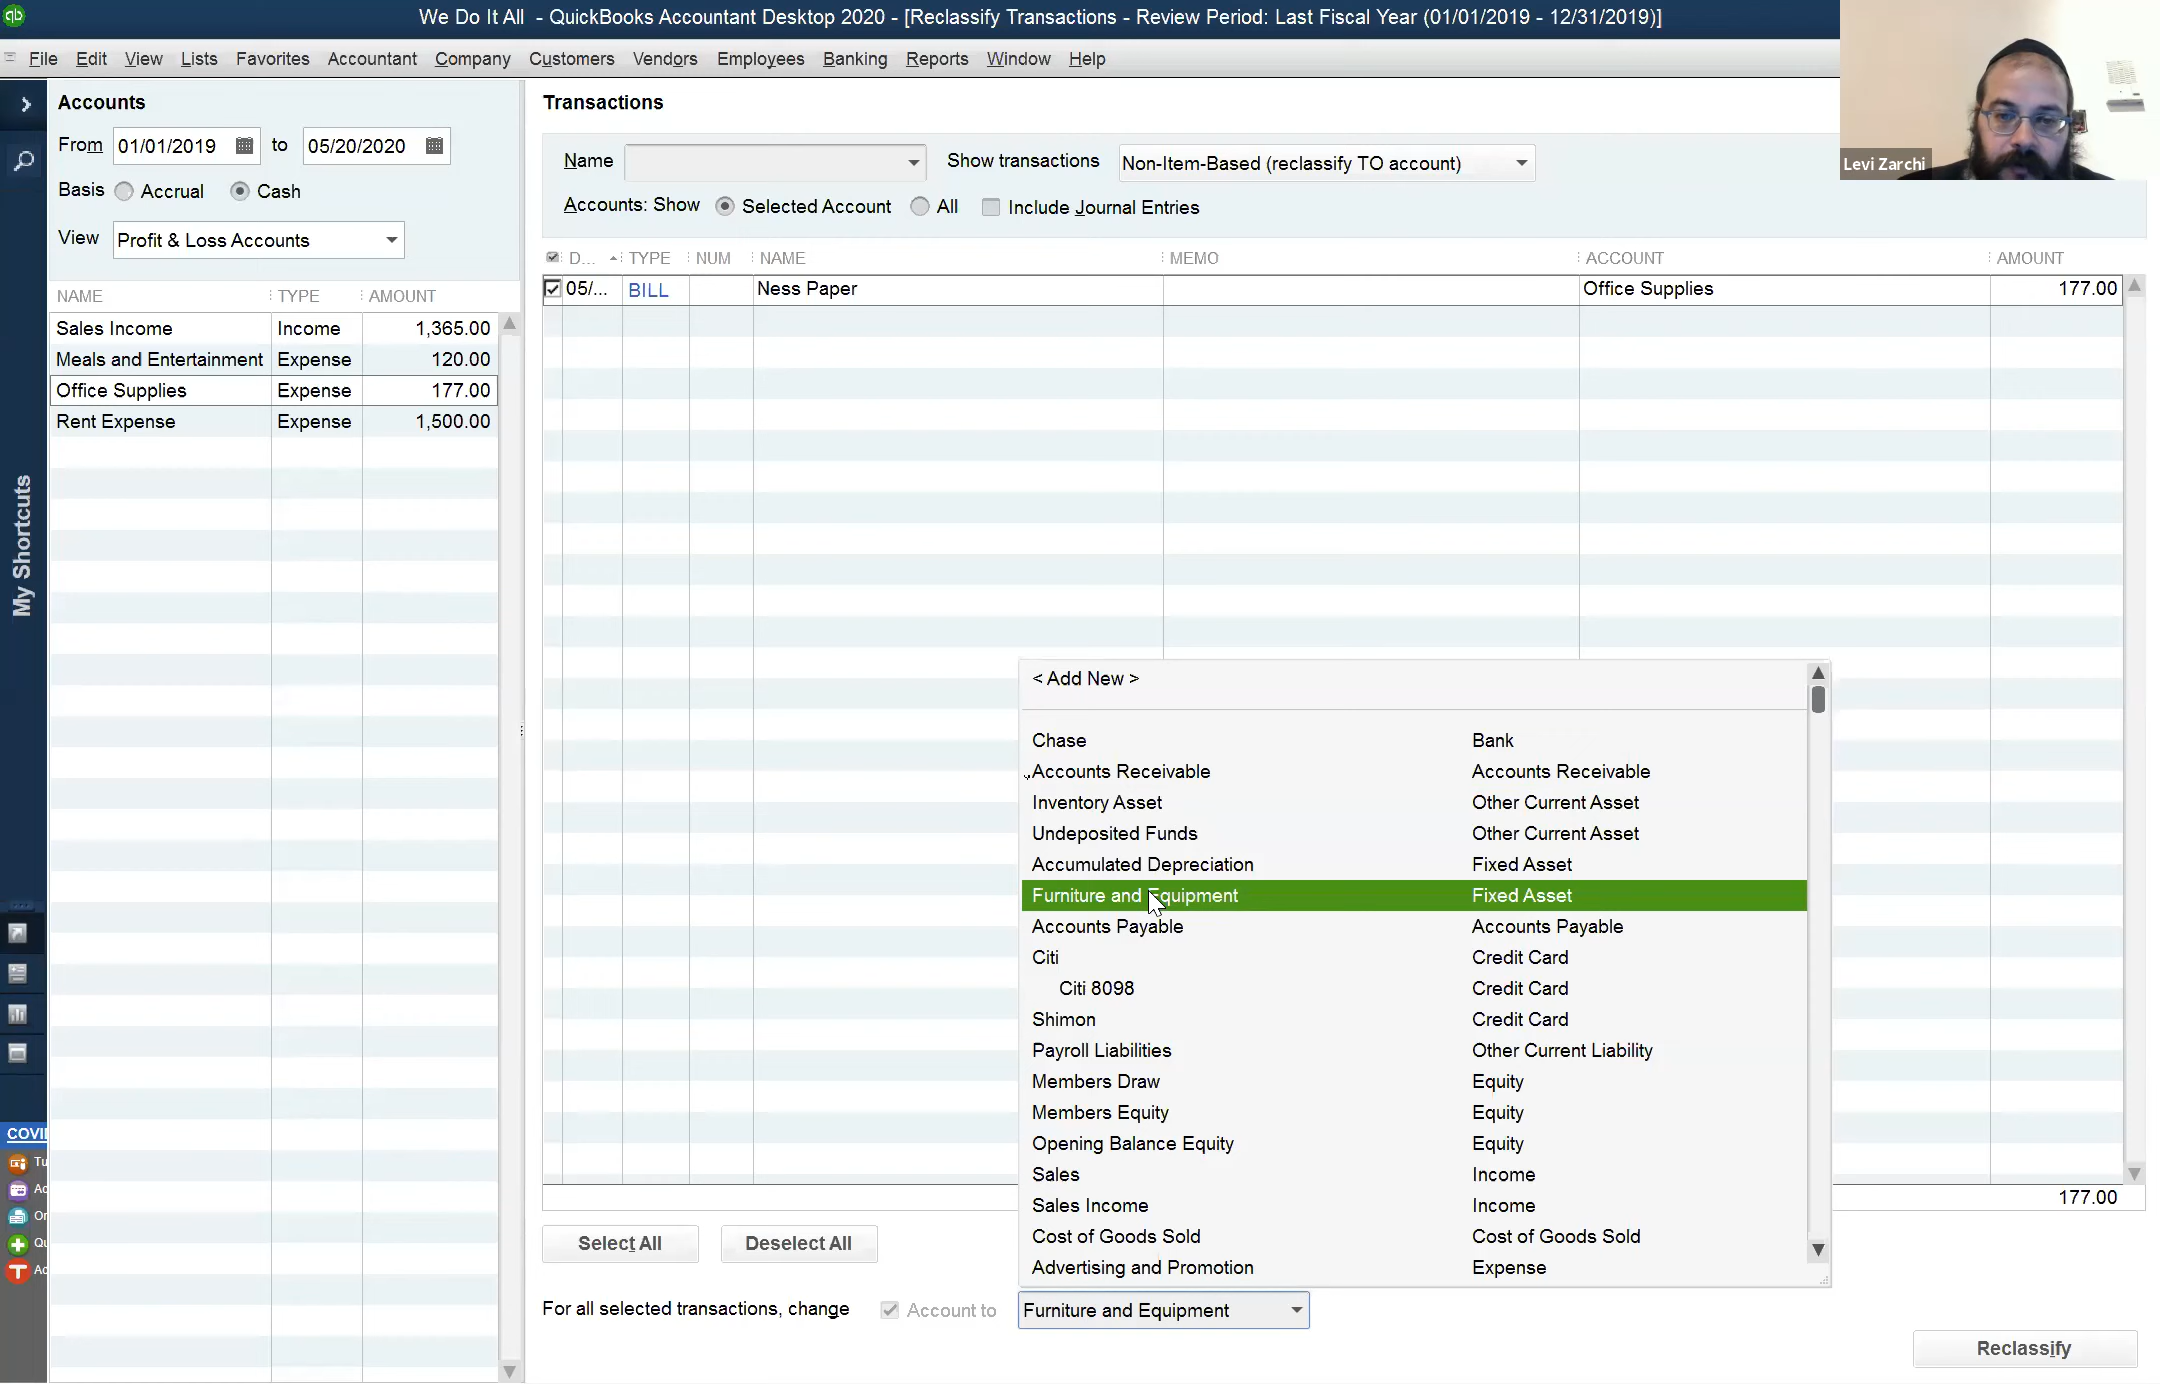 qb
We Do It All - QuickBooks Accountant Desktop 2020 - [Reclassify Transactions - Review Period: Last Fiscal Year (01/01/2019 - 12/31/2019)]
File Edit View Lists Favorites Accountant Company Customers Vendors Employees Banking Reports Window Help
Levi Zarchi
My Shortcuts
COVI
Tu
Ac
Or
Qu
Ac
Accounts
From 01/01/2019 to 05/20/2020
Basis Accrual Cash
View Profit & Loss Accounts
NAME TYPE AMOUNT
Sales Income Income 1,365.00
Meals and Entertainment Expense 120.00
Office Supplies Expense 177.00
Rent Expense Expense 1,500.00
Transactions
Name Show transactions Non-Item-Based (reclassify TO account)
Accounts: Show Selected Account All Include Journal Entries
D... TYPE NUM NAME MEMO ACCOUNT AMOUNT
05/... BILL Ness Paper Office Supplies 177.00
< Add New >
Chase Bank
Accounts Receivable Accounts Receivable
Inventory Asset Other Current Asset
Undeposited Funds Other Current Asset
Accumulated Depreciation Fixed Asset
Furniture and Equipment Fixed Asset
Accounts Payable Accounts Payable
Citi Credit Card
Citi 8098 Credit Card
Shimon Credit Card
Payroll Liabilities Other Current Liability
Members Draw Equity
Members Equity Equity
Opening Balance Equity Equity
Sales Income
Sales Income Income
Cost of Goods Sold Cost of Goods Sold
Advertising and Promotion Expense
177.00
Select All Deselect All
For all selected transactions, change Account to Furniture and Equipment
Reclassify